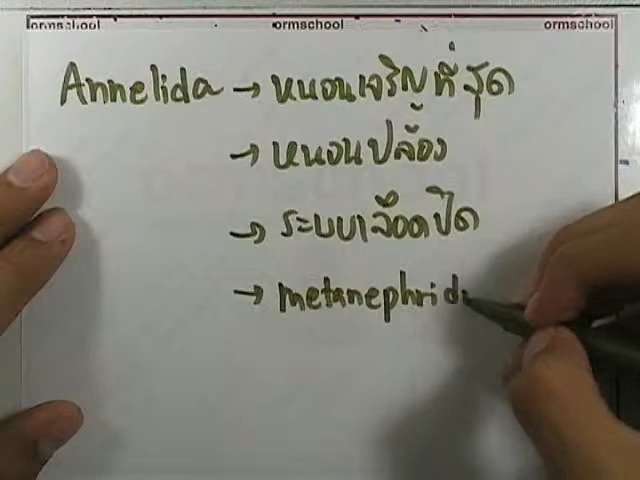 ormschool ormschool ormschool
Annelida → หนอนเจริญที่สุด
→ หนอนปล้อง
→ ระบบเลือดปิด
→ metanephrid